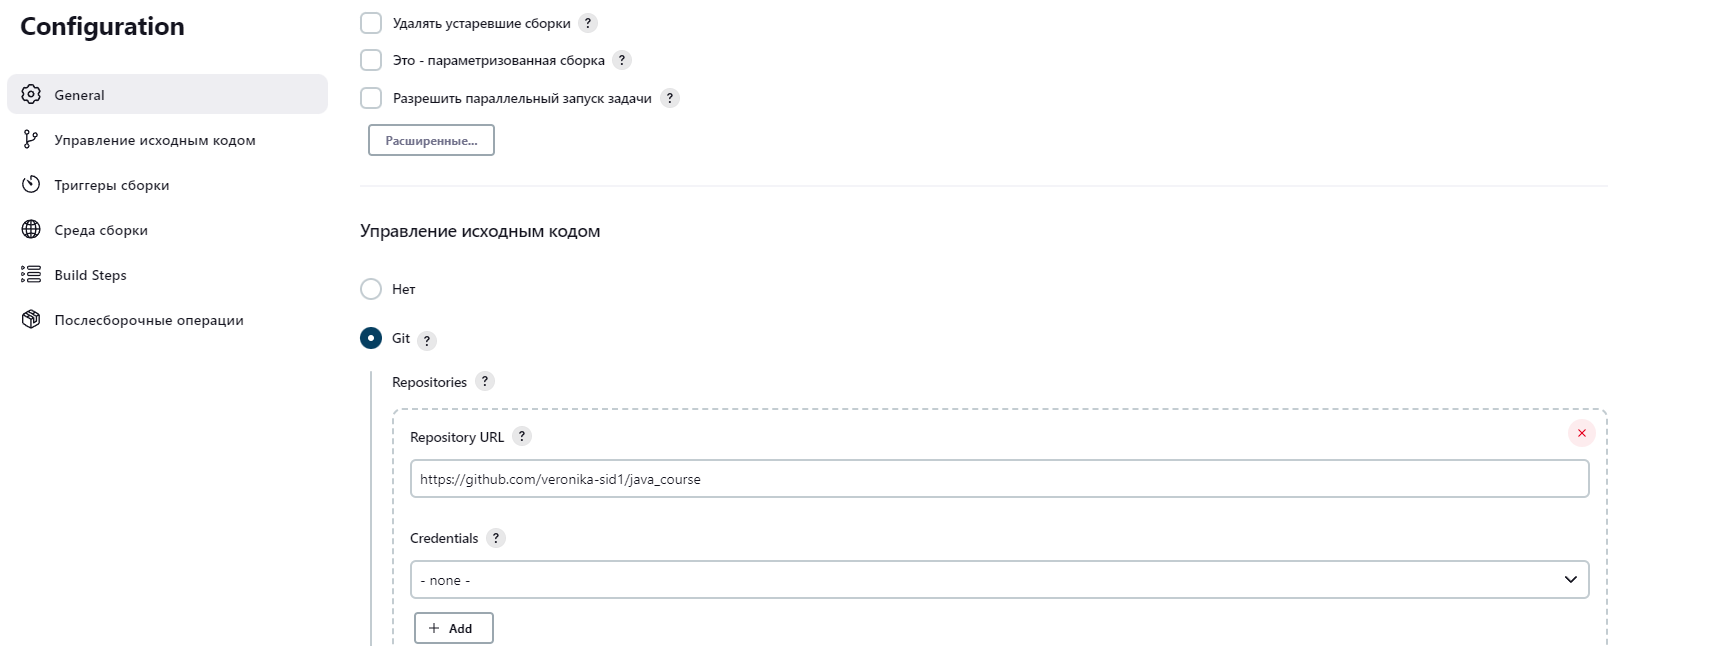 Configuration
General
Управление исходным кодом
Триггеры сборки
Среда сборки
Build Steps
Послесборочные операции
Удалять устаревшие сборки ?
Это - параметризованная сборка ?
Разрешить параллельный запуск задачи ?
Расширенные...
Управление исходным кодом
Нет
Git ?
Repositories ?
Repository URL ?
https://github.com/veronika-sid1/java_course
Credentials ?
- none -
+ Add